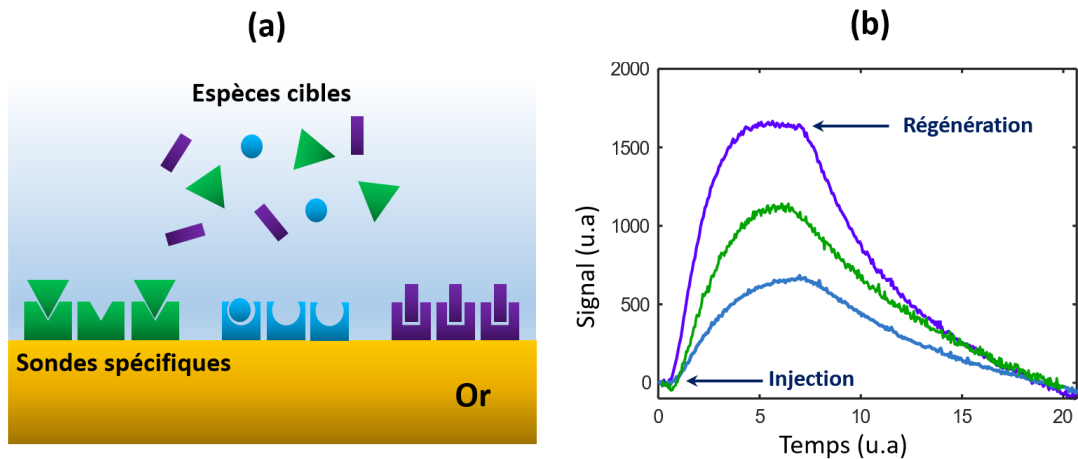 (a)
Espèces cibles
Sondes spécifiques
Or
(b)
2000
1500
1000
500
0
Signal (u.a)
Régénération
Injection
0 5 10 15 20
Temps (u.a)